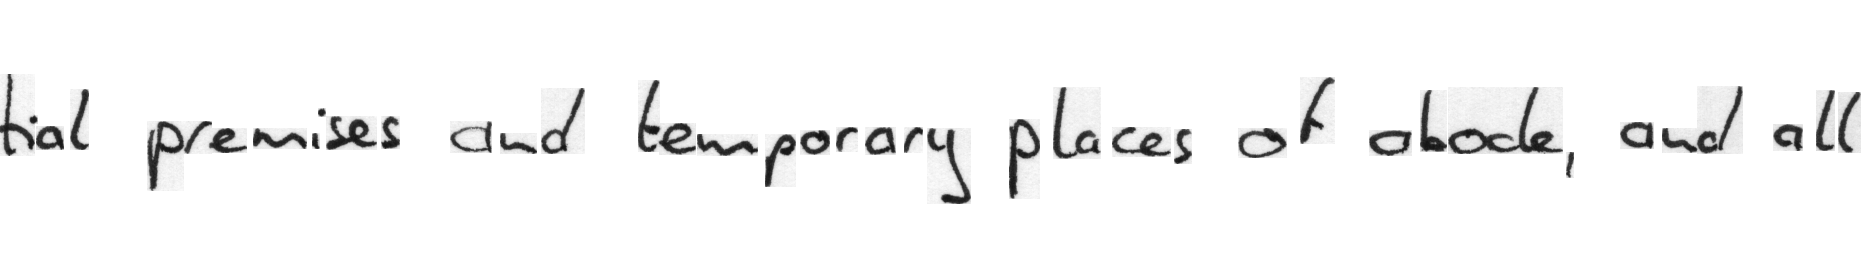 tial premises and temporary places of abode, and all